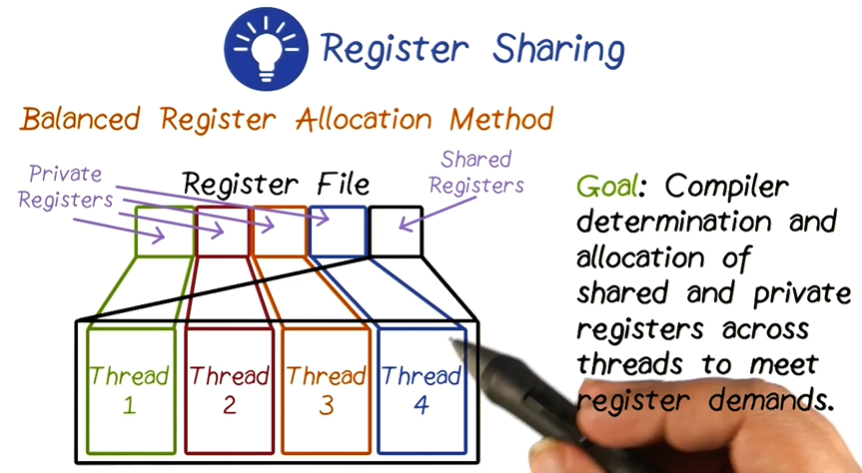 Register Sharing
Balanced Register Allocation Method
Private
Registers
Register File
Shared
Registers
Thread
1
Thread
2
Thread
3
Thread
4
Goal: Compiler
determination and
allocation of
shared and private
registers across
threads to meet
register demands.